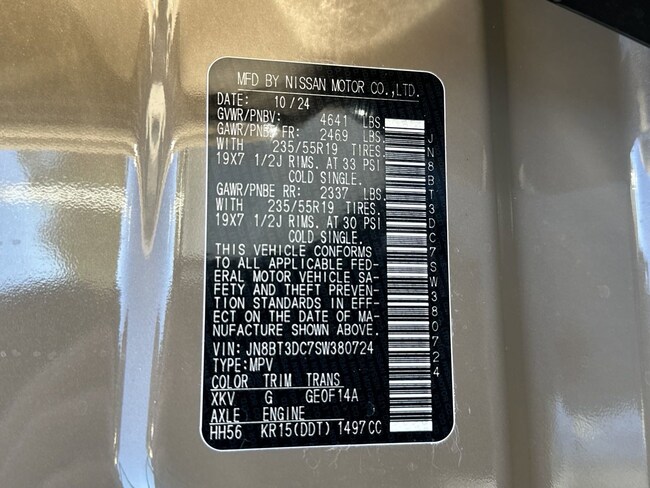 MFD BY NISSAN MOTOR CO.,LTD.
DATE: 10/24
GVWR/PNBV: 4641 LBS.
GAWR/PNBE FR: 2469 LBS.
WITH 235/55R19 TIRES.
19X7 1/2J RIMS. AT 33 PSI
COLD SINGLE.
GAWR/PNBE RR: 2337 LBS.
WITH 235/55R19 TIRES.
19X7 1/2J RIMS. AT 30 PSI
COLD SINGLE.
THIS VEHICLE CONFORMS
TO ALL APPLICABLE FED-
ERAL MOTOR VEHICLE SA-
FETY AND THEFT PREVEN-
TION STANDARDS IN EFF-
ECT ON THE DATE OF MA-
NUFACTURE SHOWN ABOVE.
VIN: JN8BT3DC7SW380724
TYPE:MPV
COLOR TRIM TRANS
XKV G GE0F14A
AXLE ENGINE
HH56 KR15(DDT) 1497CC
JN8BT3DC7SW380724